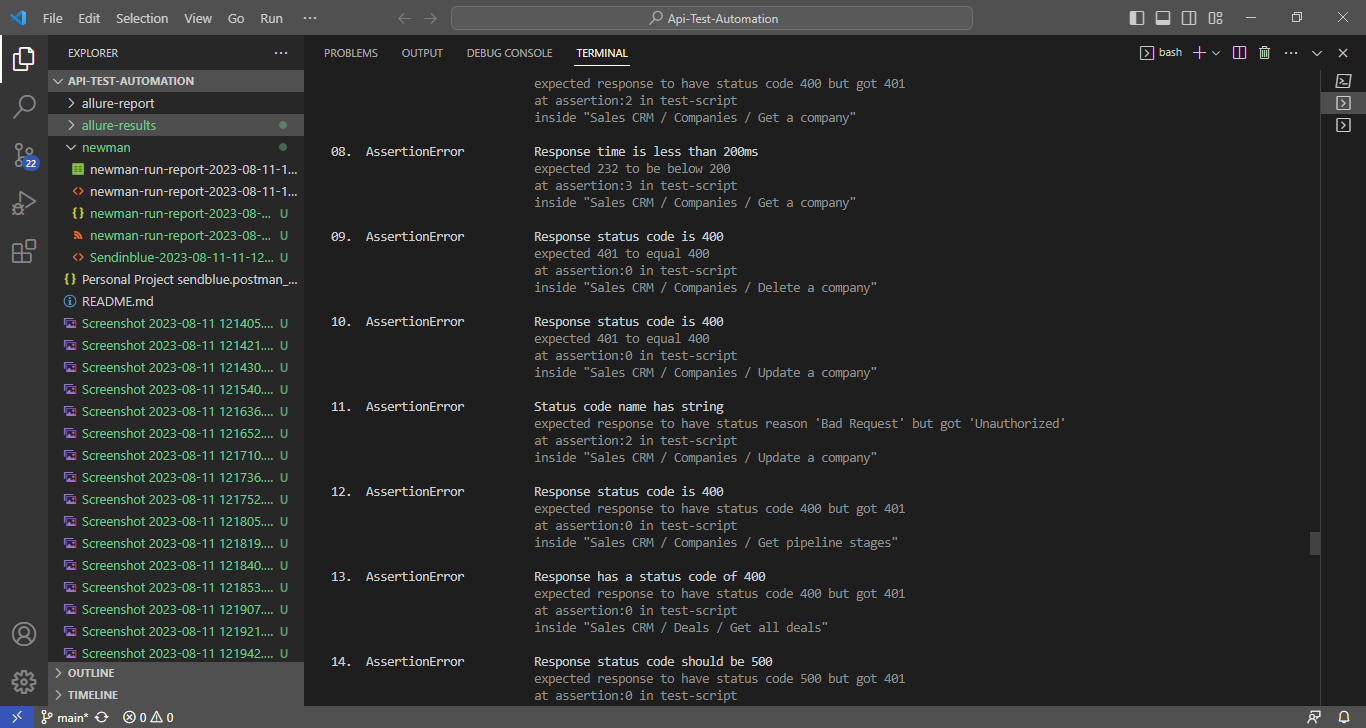 File Edit Selection View Go Run ···
Api-Test-Automation
EXPLORER
API-TEST-AUTOMATION
allure-report
allure-results
newman
newman-run-report-2023-08-11-1...
newman-run-report-2023-08-11-1...
newman-run-report-2023-08-... U
newman-run-report-2023-08-... U
Sendinblue-2023-08-11-11-12... U
Personal Project sendblue.postman_...
README.md
Screenshot 2023-08-11 121405.... U
Screenshot 2023-08-11 121421.... U
Screenshot 2023-08-11 121430.... U
Screenshot 2023-08-11 121540.... U
Screenshot 2023-08-11 121636.... U
Screenshot 2023-08-11 121652.... U
Screenshot 2023-08-11 121710.... U
Screenshot 2023-08-11 121736.... U
Screenshot 2023-08-11 121752.... U
Screenshot 2023-08-11 121805.... U
Screenshot 2023-08-11 121819.... U
Screenshot 2023-08-11 121840.... U
Screenshot 2023-08-11 121853.... U
Screenshot 2023-08-11 121907.... U
Screenshot 2023-08-11 121921.... U
Screenshot 2023-08-11 121942.... U
OUTLINE
TIMELINE
22
PROBLEMS OUTPUT DEBUG CONSOLE TERMINAL
bash
expected response to have status code 400 but got 401
at assertion:2 in test-script
inside "Sales CRM / Companies / Get a company"
08. AssertionError Response time is less than 200ms
expected 232 to be below 200
at assertion:3 in test-script
inside "Sales CRM / Companies / Get a company"
09. AssertionError Response status code is 400
expected 401 to equal 400
at assertion:0 in test-script
inside "Sales CRM / Companies / Delete a company"
10. AssertionError Response status code is 400
expected 401 to equal 400
at assertion:0 in test-script
inside "Sales CRM / Companies / Update a company"
11. AssertionError Status code name has string
expected response to have status reason 'Bad Request' but got 'Unauthorized'
at assertion:2 in test-script
inside "Sales CRM / Companies / Update a company"
12. AssertionError Response status code is 400
expected response to have status code 400 but got 401
at assertion:0 in test-script
inside "Sales CRM / Companies / Get pipeline stages"
13. AssertionError Response has a status code of 400
expected response to have status code 400 but got 401
at assertion:0 in test-script
inside "Sales CRM / Deals / Get all deals"
14. AssertionError Response status code should be 500
expected response to have status code 500 but got 401
at assertion:0 in test-script
main* 0 0